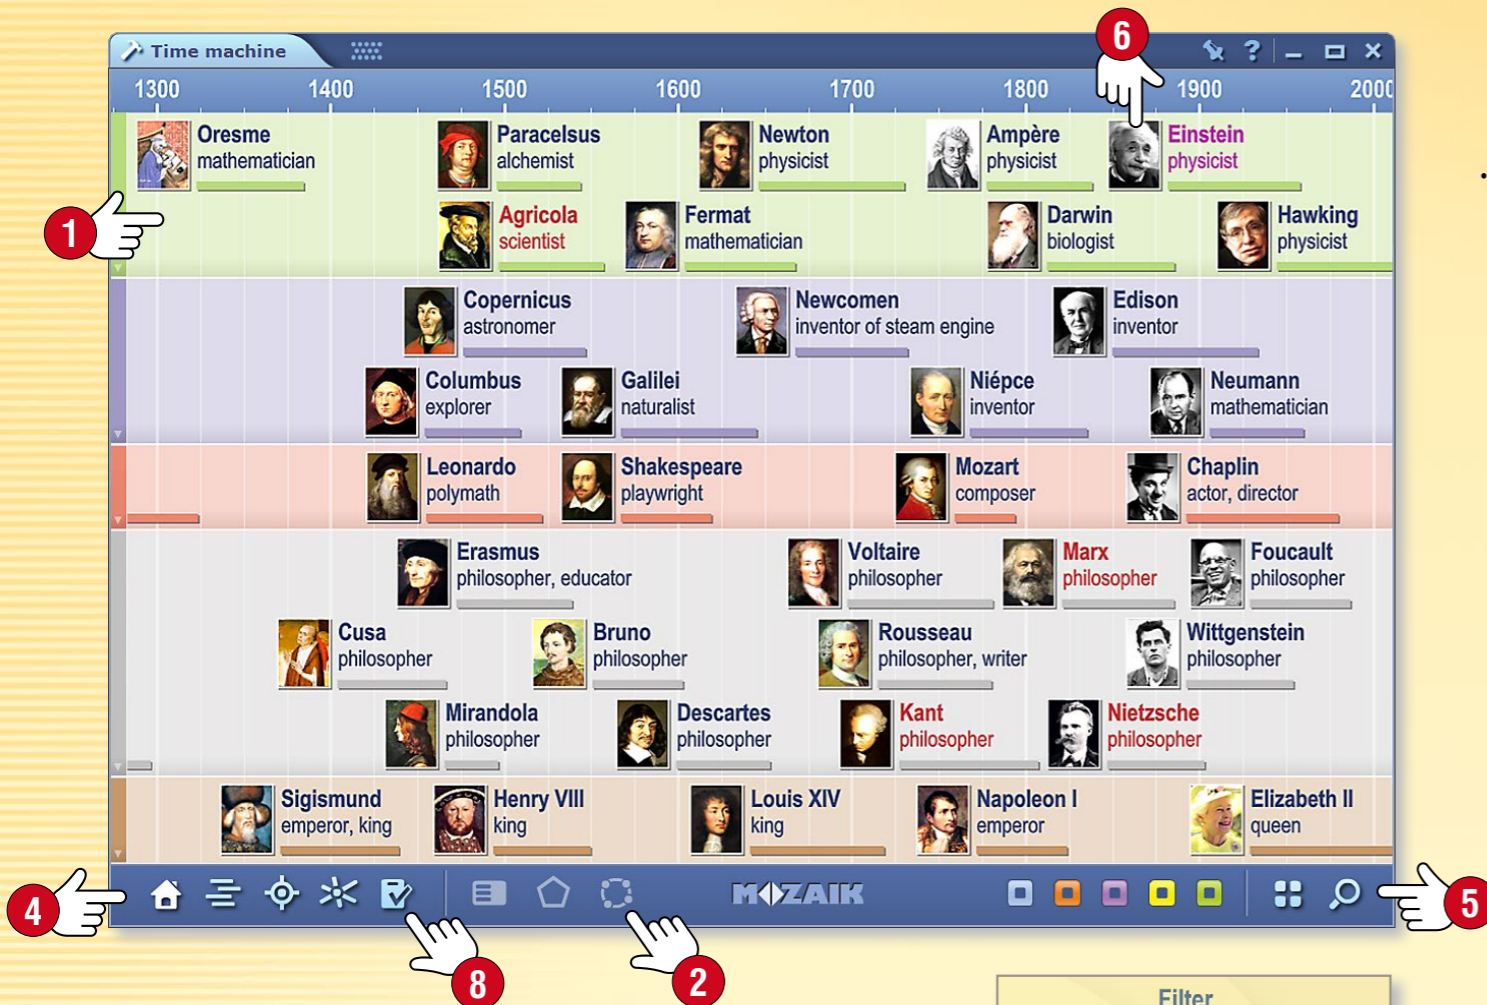 6
Time machine
?
1300 1400 1500 1600 1700 1800 1900 2000
Oresme
mathematician
Paracelsus
alchemist
Newton
physicist
Ampère
physicist
Einstein
physicist
1
Agricola
scientist
Fermat
mathematician
Darwin
biologist
Hawking
physicist
Copernicus
astronomer
Newcomen
inventor of steam engine
Edison
inventor
Columbus
explorer
Galilei
naturalist
Niépce
inventor
Neumann
mathematician
Leonardo
polymath
Shakespeare
playwright
Mozart
composer
Chaplin
actor, director
Erasmus
philosopher, educator
Voltaire
philosopher
Marx
philosopher
Foucault
philosopher
Cusa
philosopher
Bruno
philosopher
Rousseau
philosopher, writer
Wittgenstein
philosopher
Mirandola
philosopher
Descartes
philosopher
Kant
philosopher
Nietzsche
philosopher
Sigismund
emperor, king
Henry VIII
king
Louis XIV
king
Napoleon I
emperor
Elizabeth II
queen
4
MOZAIK
5
8
2
Filter